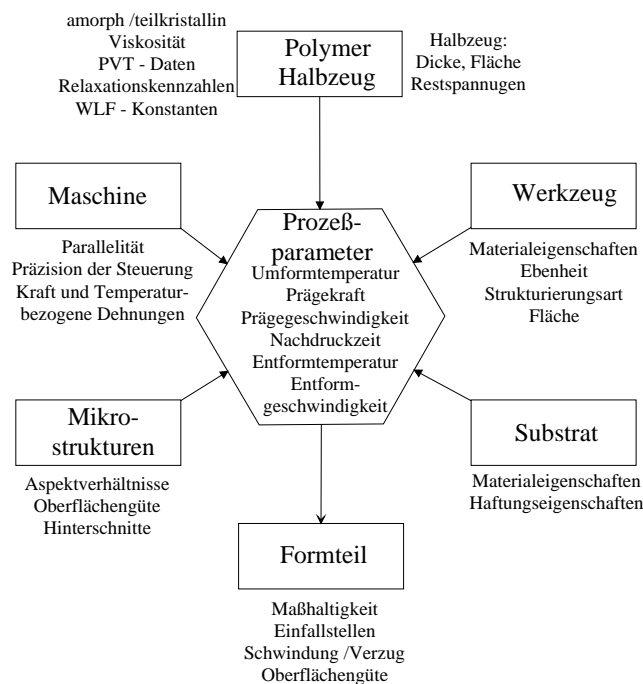 amorph /teilkristallin
Viskosität
PVT - Daten
Relaxationskennzahlen
WLF - Konstanten
Polymer
Halbzeug
Halbzeug:
Dicke, Fläche
Restspannugen
Maschine
Parallelität
Präzision der Steuerung
Kraft und Temperatur-
bezogene Dehnungen
Prozeß-
parameter
Umformtemperatur
Prägekraft
Prägegeschwindigkeit
Nachdruckzeit
Entformtemperatur
Entform-
geschwindigkeit
Werkzeug
Materialeigenschaften
Ebenheit
Strukturierungsart
Fläche
Mikro-
strukturen
Aspektverhältnisse
Oberflächengüte
Hinterschnitte
Substrat
Materialeigenschaften
Haftungseigenschaften
Formteil
Maßhaltigkeit
Einfallstellen
Schwindung /Verzug
Oberflächengüte